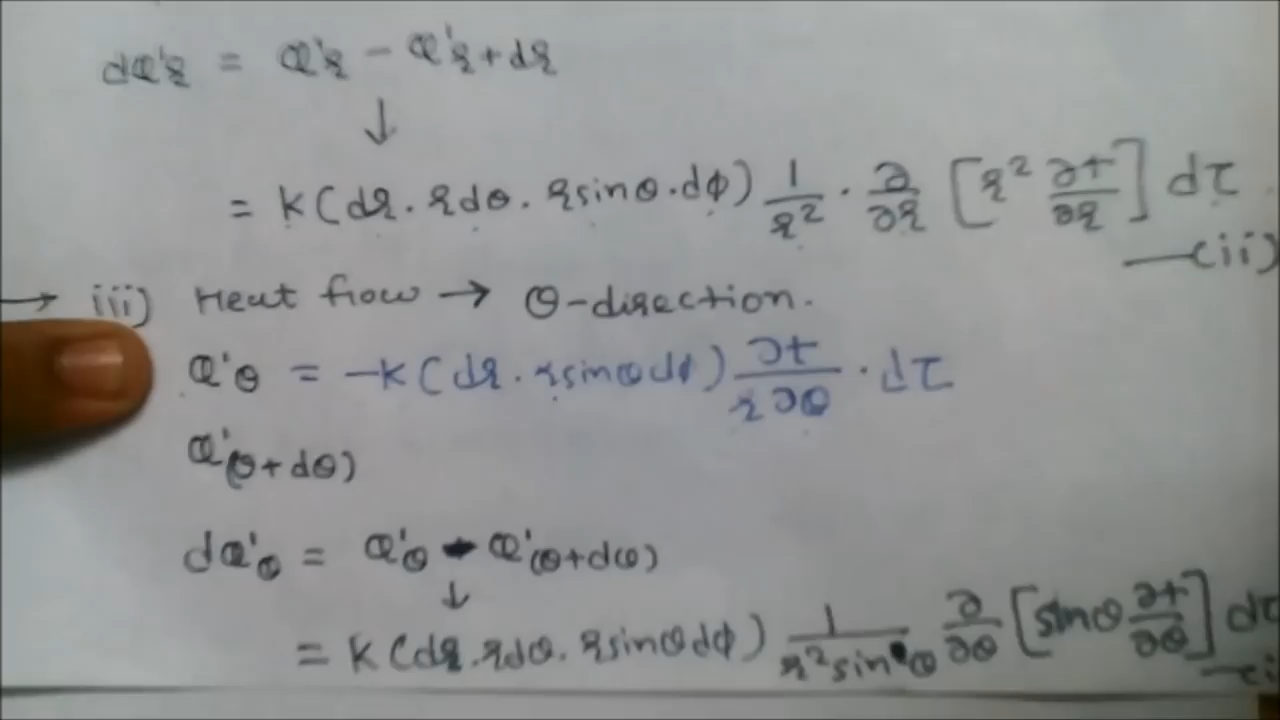 dQ'r = Q'r - Q'r+dr
↓
= K(dr. rdθ. rsinθ.dϕ) 1/r² . ∂/∂r [r² ∂t/∂r] dτ
—(ii)
→ iii) Heat flow → θ-direction.
Q'θ = -K(dr. rsinθdϕ) ∂t/r∂θ . dτ
Q'(θ+dθ)
dQ'θ = Q'θ - Q'(θ+dθ)
↓
= K(dr. rdθ. rsinθdϕ) 1/r²sinθ ∂/∂θ [sinθ ∂t/∂θ]